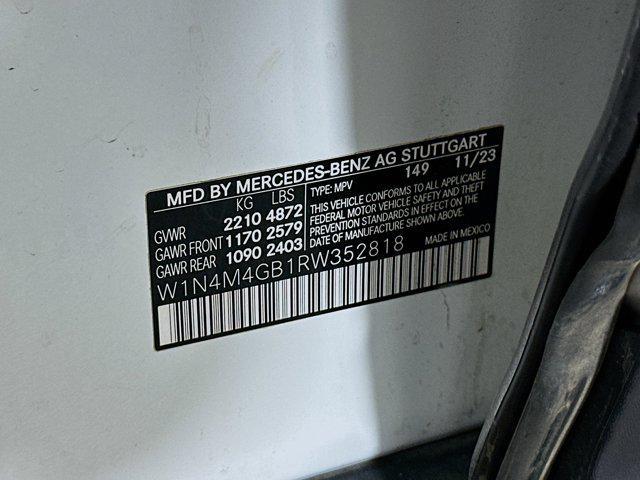 MFD BY MERCEDES-BENZ AG STUTTGART
KG LBS
GVWR 2210 4872
GAWR FRONT 1170 2579
GAWR REAR 1090 2403
TYPE: MPV 149 11/23
THIS VEHICLE CONFORMS TO ALL APPLICABLE
FEDERAL MOTOR VEHICLE SAFETY AND THEFT
PREVENTION STANDARDS IN EFFECT ON THE
DATE OF MANUFACTURE SHOWN ABOVE.
W1N4M4GB1RW352818 MADE IN MEXICO